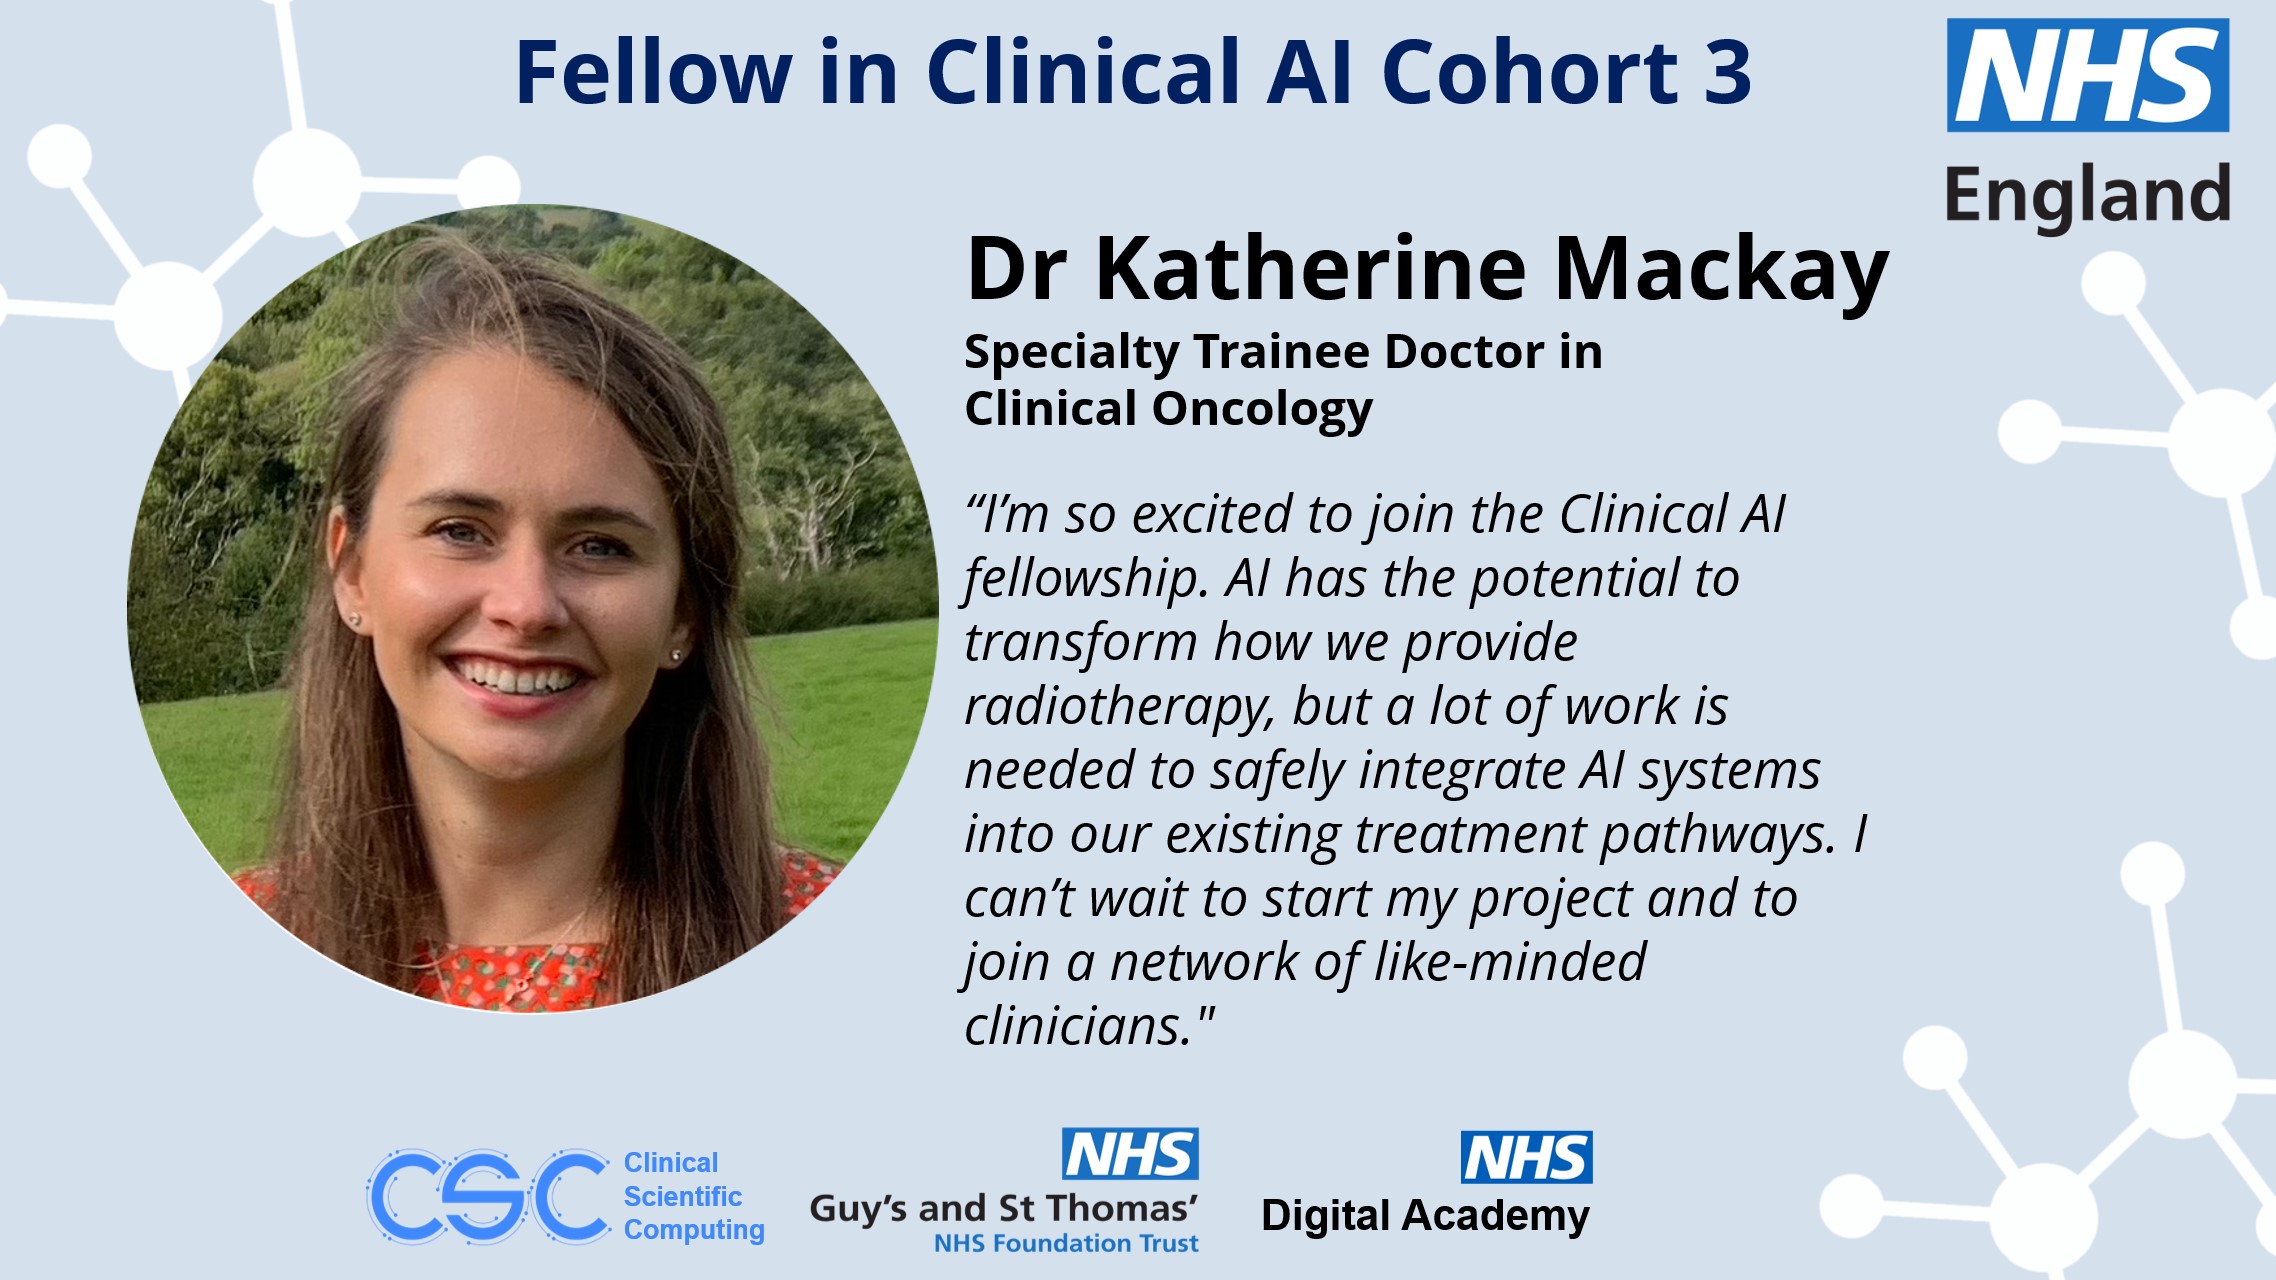 Fellow in Clinical AI Cohort 3
NHS
England
Dr Katherine Mackay
Specialty Trainee Doctor in
Clinical Oncology
“I’m so excited to join the Clinical AI
fellowship. AI has the potential to
transform how we provide
radiotherapy, but a lot of work is
needed to safely integrate AI systems
into our existing treatment pathways. I
can’t wait to start my project and to
join a network of like-minded
clinicians."
CSC
Clinical
Scientific
Computing
NHS
Guy’s and St Thomas’
NHS Foundation Trust
NHS
Digital Academy